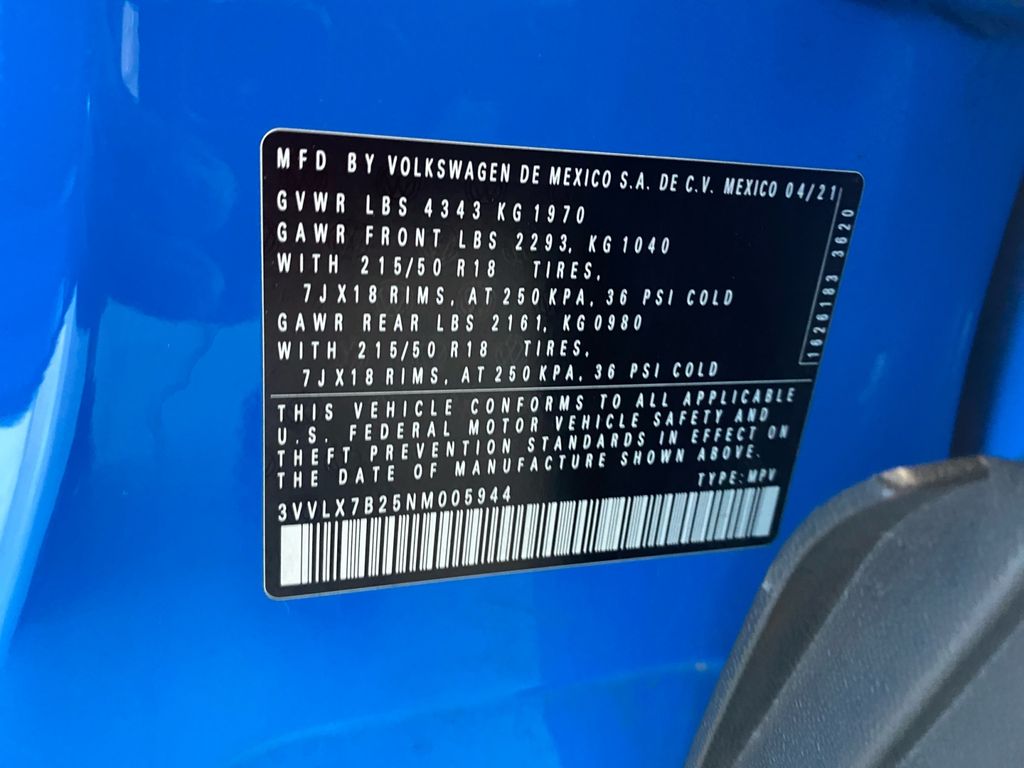 MFD BY VOLKSWAGEN DE MEXICO S.A. DE C.V. MEXICO 04/21
GVWR LBS 4343 KG 1970
GAWR FRONT LBS 2293, KG 1040
WITH 215/50 R18 TIRES,
7JX18 RIMS, AT 250 KPA, 36 PSI COLD
GAWR REAR LBS 2161, KG 0980
WITH 215/50 R18 TIRES,
7JX18 RIMS, AT 250 KPA, 36 PSI COLD
1626183 3620
THIS VEHICLE CONFORMS TO ALL APPLICABLE
U.S. FEDERAL MOTOR VEHICLE SAFETY AND
THEFT PREVENTION STANDARDS IN EFFECT ON
THE DATE OF MANUFACTURE SHOWN ABOVE.
TYPE: MPV
3VVLX7B25NM005944